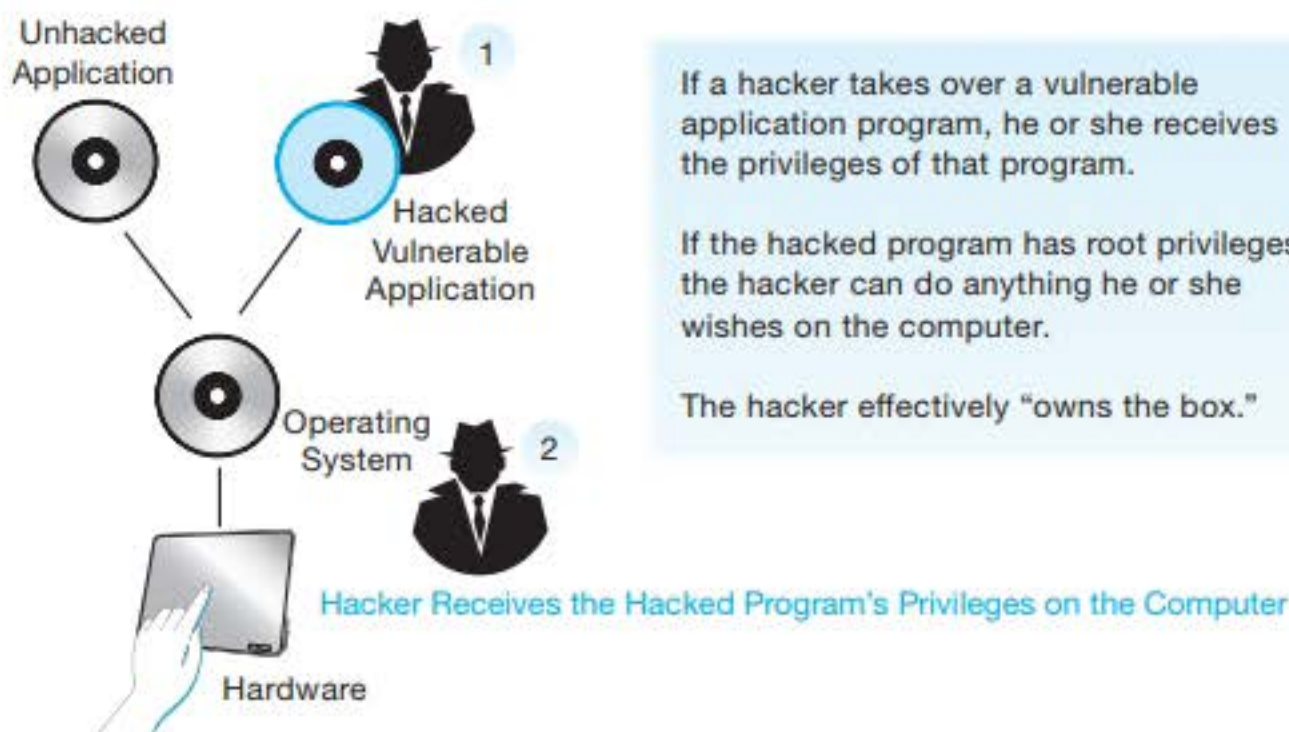 Unhacked
Application
1
Hacked
Vulnerable
Application
If a hacker takes over a vulnerable
application program, he or she receives
the privileges of that program.
If the hacked program has root privileges
the hacker can do anything he or she
wishes on the computer.
The hacker effectively “owns the box.”
Operating
System
2
Hacker Receives the Hacked Program's Privileges on the Computer
Hardware